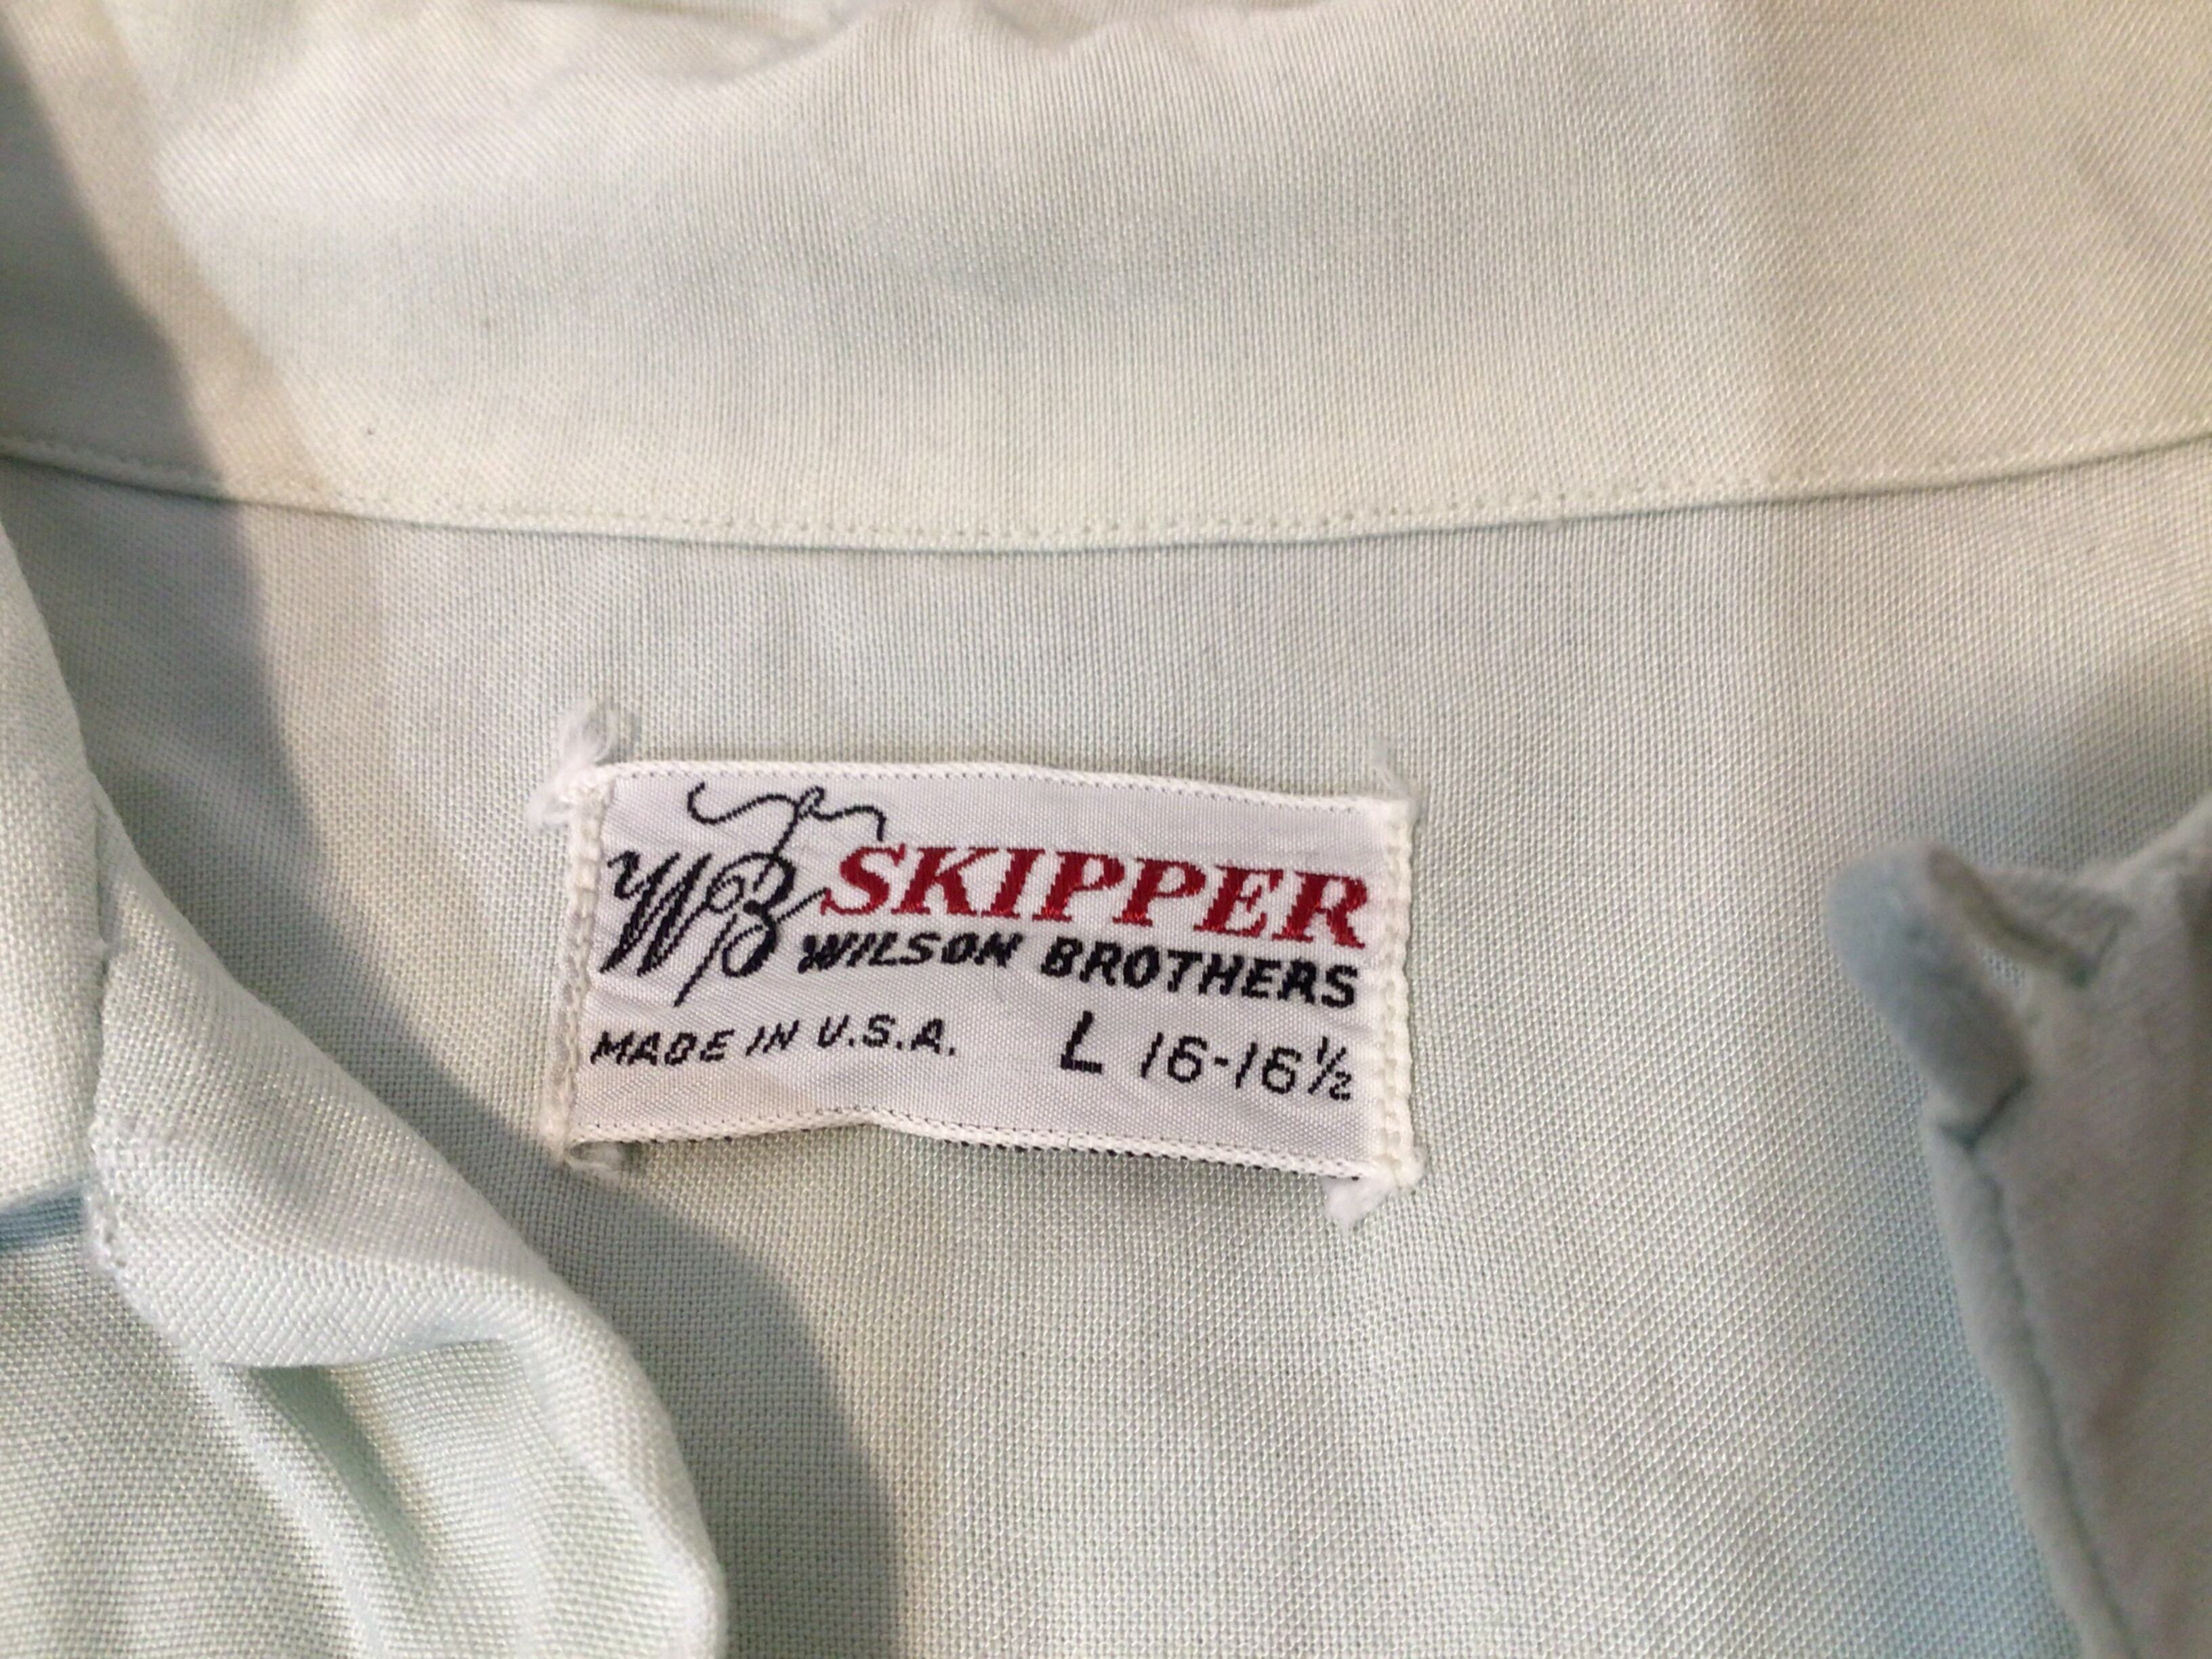 WB SKIPPER
WILSON BROTHERS
MADE IN U.S.A. L 16-16½